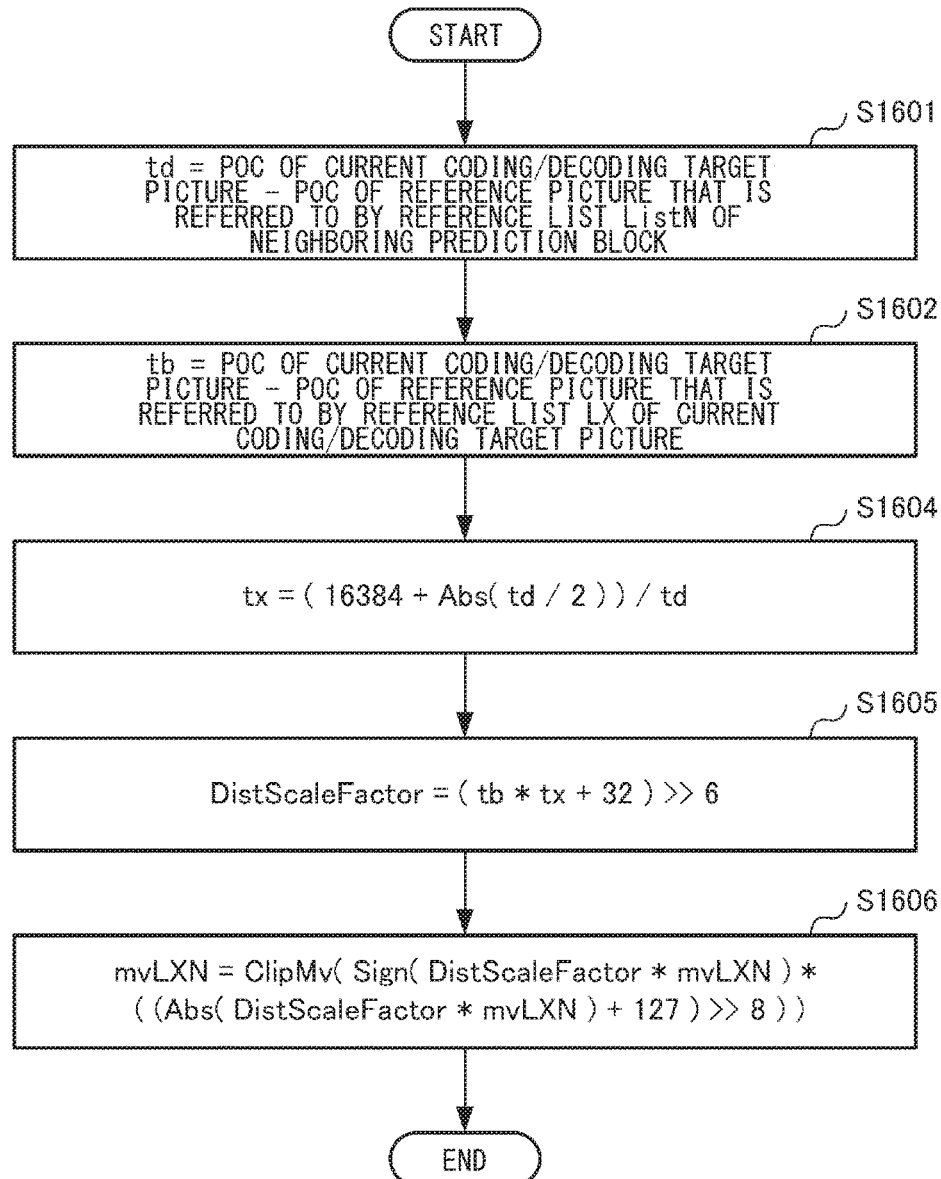 START
S1601
td = POC OF CURRENT CODING/DECODING TARGET
PICTURE - POC OF REFERENCE PICTURE THAT IS
REFERRED TO BY REFERENCE LIST ListN OF
NEIGHBORING PREDICTION BLOCK
S1602
tb = POC OF CURRENT CODING/DECODING TARGET
PICTURE - POC OF REFERENCE PICTURE THAT IS
REFERRED TO BY REFERENCE LIST LX OF CURRENT
CODING/DECODING TARGET PICTURE
S1604
tx = ( 16384 + Abs( td / 2 ) ) / td
S1605
DistScaleFactor = ( tb * tx + 32 ) >> 6
S1606
mvLXN = ClipMv( Sign( DistScaleFactor * mvLXN ) *
( (Abs( DistScaleFactor * mvLXN ) + 127 ) >> 8 ) )
END